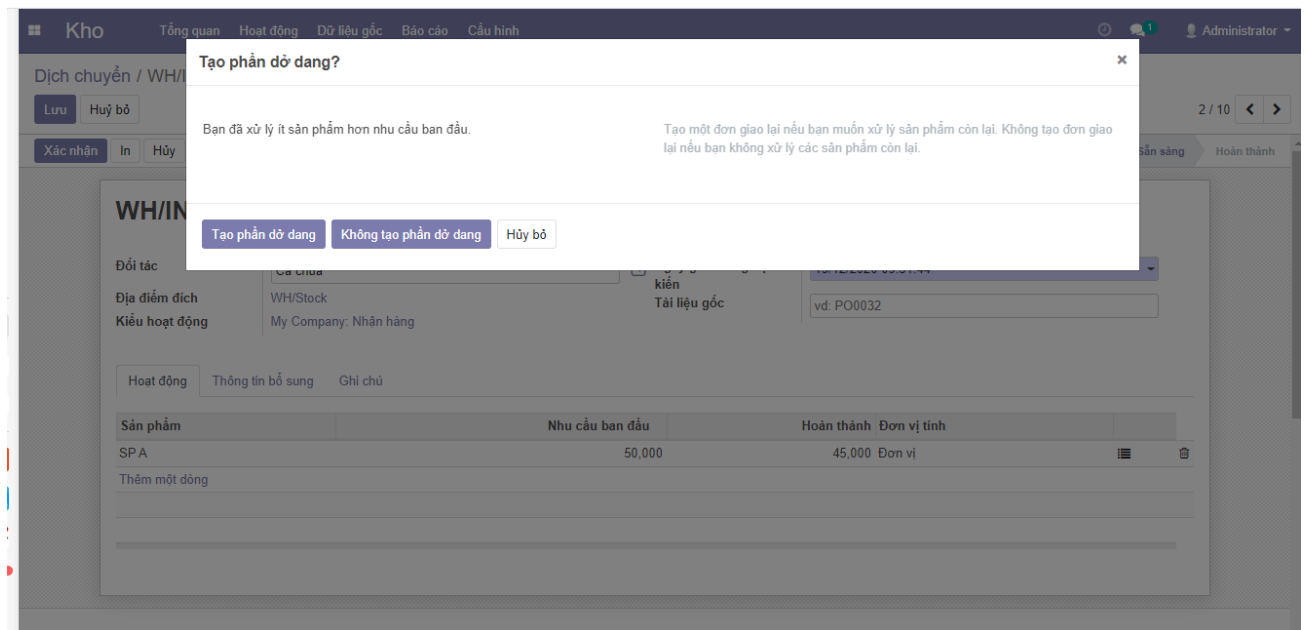 Kho Tổng quan Hoạt động Dữ liệu gốc Báo cáo Cấu hình 1 Administrator
Tạo phần dở dang? ×
Dịch chuyển / WH/I
Lưu Huỷ bỏ 2 / 10
Bạn đã xử lý ít sản phẩm hơn nhu cầu ban đầu. Tạo một đơn giao lại nếu bạn muốn xử lý sản phẩm còn lại. Không tạo đơn giao
lại nếu bạn không xử lý các sản phẩm còn lại.
Xác nhận In Hủy Sẵn sàng Hoàn thành
WH/IN
Tạo phần dở dang Không tạo phần dở dang Hủy bỏ
Đối tác Cà chua
kiến
Địa điểm đích WH/Stock
Tài liệu gốc vd: PO0032
Kiểu hoạt động My Company: Nhận hàng
Hoạt động Thông tin bổ sung Ghi chú
Sản phẩm Nhu cầu ban đầu Hoàn thành Đơn vị tính
SP A 50,000 45,000 Đơn vị
Thêm một dòng